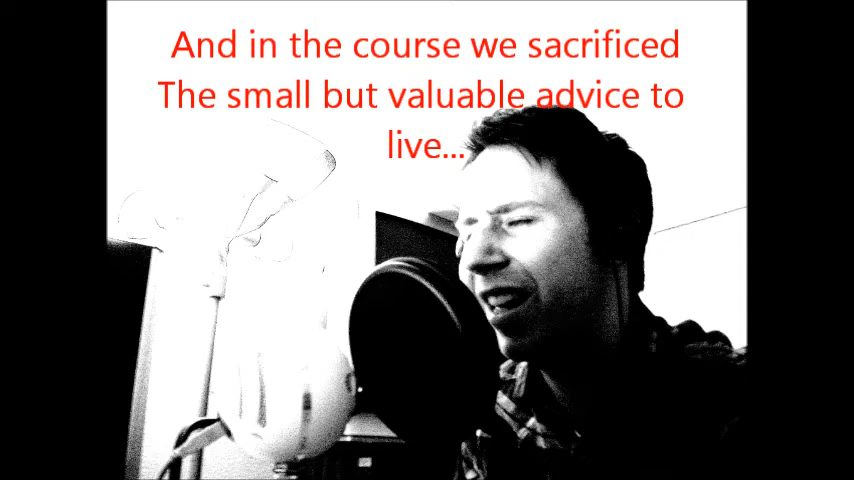 And in the course we sacrificed
The small but valuable advice to
live...